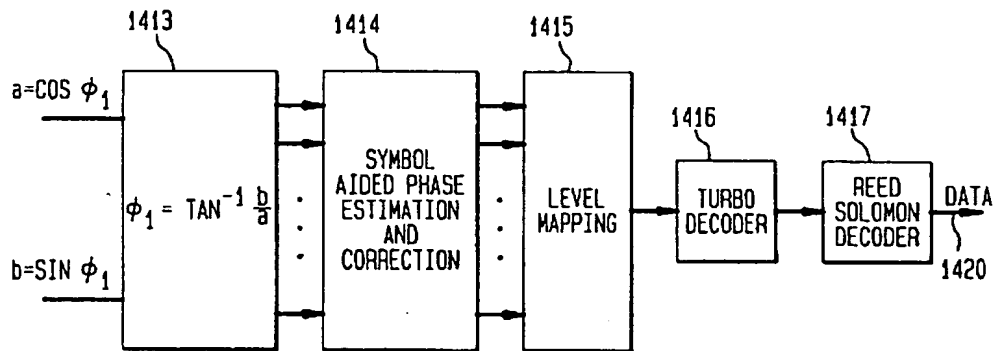 1413
1414
1415
1416
1417
a=COS ϕ₁
b=SIN ϕ₁
ϕ₁ = TAN⁻¹ b/a
SYMBOL
AIDED PHASE
ESTIMATION
AND
CORRECTION
LEVEL
MAPPING
TURBO
DECODER
REED
SOLOMON
DECODER
DATA
1420